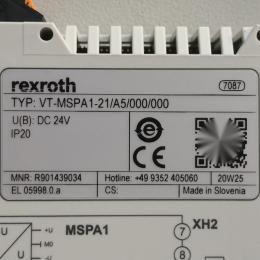 rexroth
7087
TYP: VT-MSPA1-21/A5/000/000
U(B): DC 24V
IP20
e
CE
MNR: R901439034 Hotline: +49 9352 405060 20W25
EL 05998.0.a CS: Made in Slovenia
MSPA1 XH2
U +U 7
M0
U -U 8